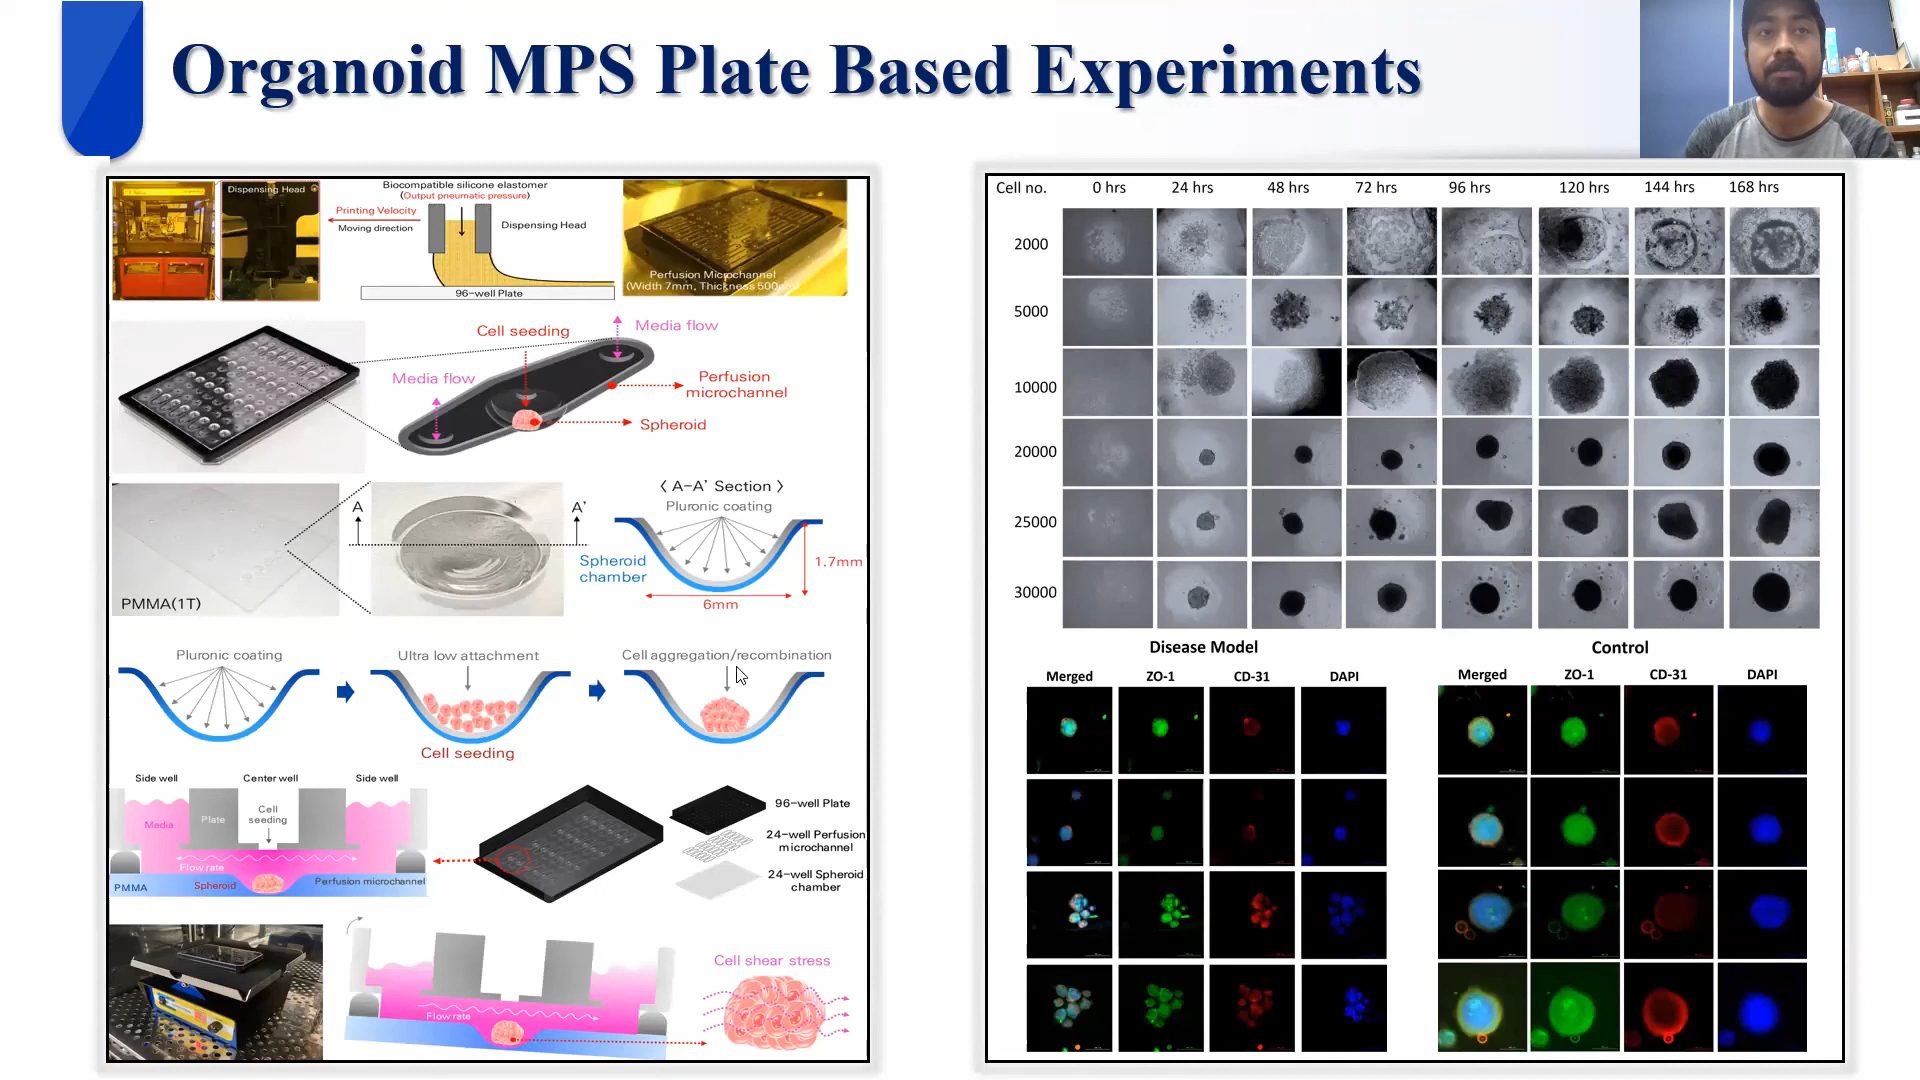 Organoid MPS Plate Based Experiments
Dispensing Head
Biocompatible silicone elastomer
(Output pneumatic pressure)
Printing Velocity
Moving direction
Dispensing Head
96-well Plate
Perfusion Microchannel
(Width 7mm, Thickness 500
Cell seeding
Media flow
Media flow
Perfusion
microchannel
Spheroid
PMMA(1T)
A
A'
〈 A-A' Section 〉
Pluronic coating
Spheroid
chamber
1.7mm
6mm
Pluronic coating
Ultra low attachment
Cell aggregation/recombination
Cell seeding
Side well
Center well
Side well
Media
Plate
Cell
seeding
Flow rate
PMMA
Spheroid
Perfusion microchannel
96-well Plate
24-well Perfusion
microchannel
24-well Spheroid
chamber
Flow rate
Cell shear stress
Cell no. 0 hrs 24 hrs 48 hrs 72 hrs 96 hrs 120 hrs 144 hrs 168 hrs
2000
5000
10000
20000
25000
30000
Disease Model
Merged ZO-1 CD-31 DAPI
Control
Merged ZO-1 CD-31 DAPI